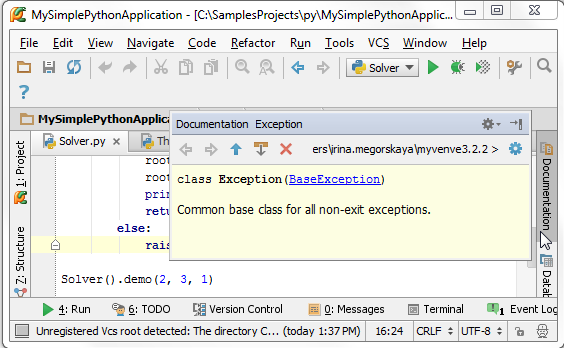 MySimplePythonApplication - [C:\SamplesProjects\py\MySimplePythonApplic...
File Edit View Navigate Code Refactor Run Tools VCS Window Help
Solver
?
MySimplePythonApplication
Solver.py
Th
Documentation Exception
ers\irina.megorskaya\myvenve3.2.2 >
class Exception(BaseException)
Common base class for all non-exit exceptions.
root
root
prin
retu
else:
rais
Solver().demo(2, 3, 1)
1: Project
Z: Structure
Documentation
Datab
4: Run 6: TODO Version Control 0: Messages Terminal 1 Event Log
Unregistered Vcs root detected: The directory C... (today 1:37 PM) 16:24 CRLF UTF-8